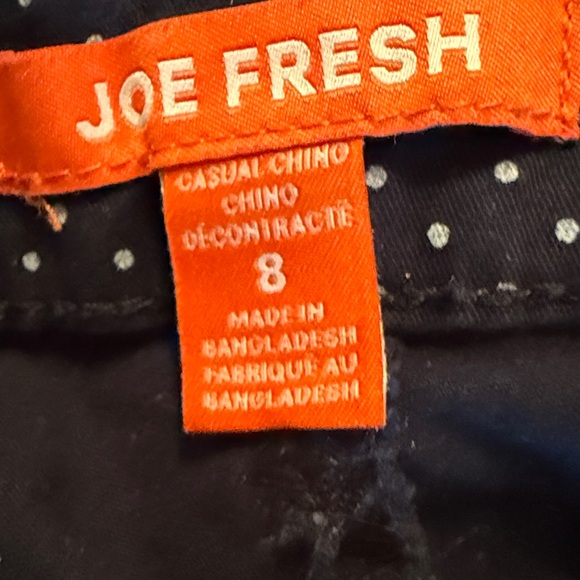 JOE FRESH
CASUAL CHINO
CHINO
DÉCONTRACTÉ
8
MADE IN
BANGLADESH
FABRIQUÉ AU
BANGLADESH